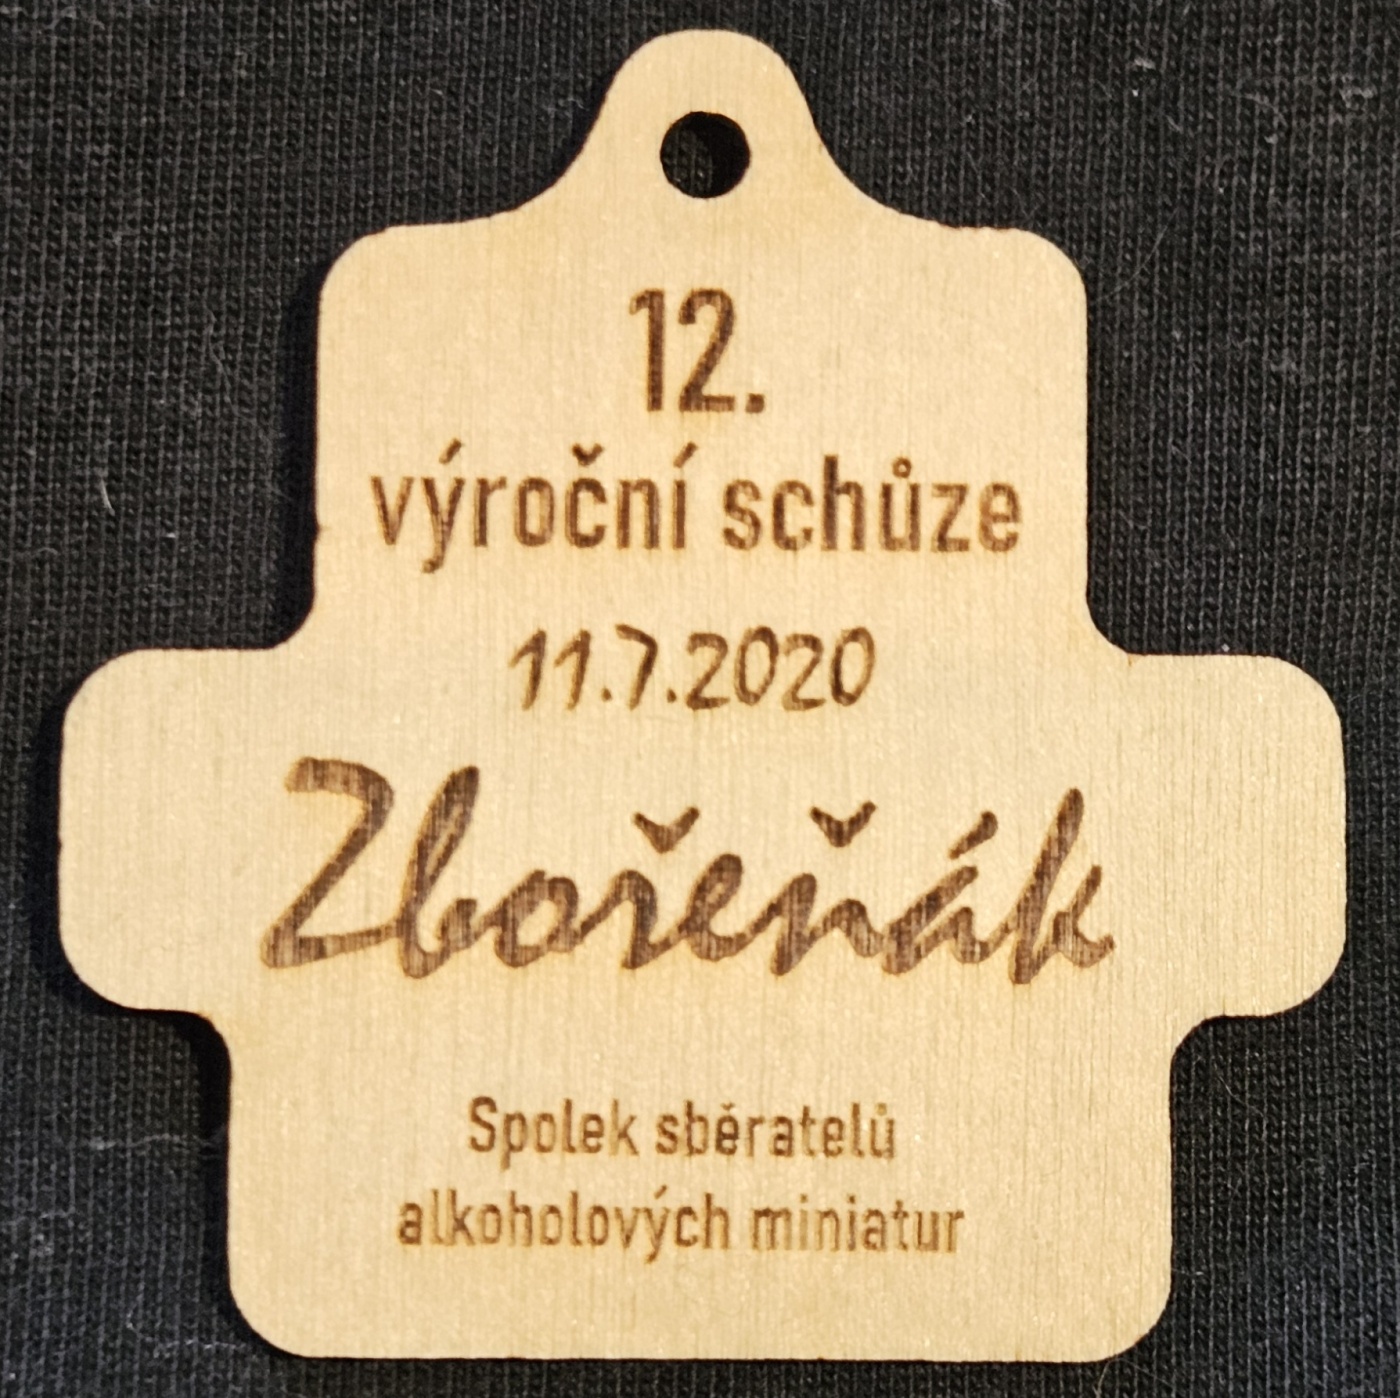 12.
výroční schůze
11.7.2020
Zbořeňák
Spolek sběratelů
alkoholových miniatur